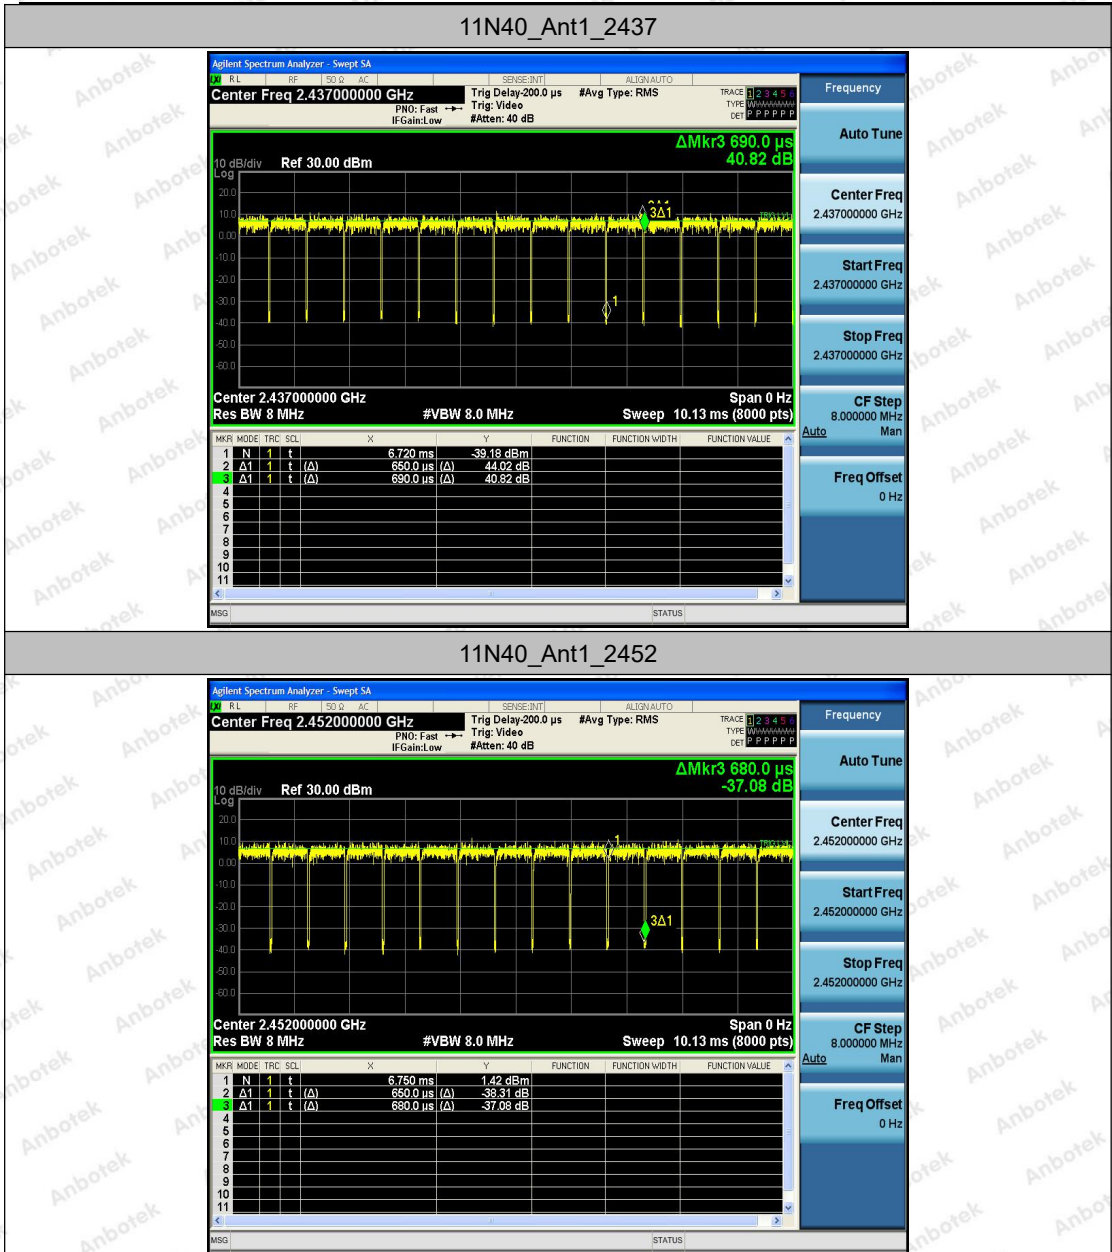 11N40_Ant1_2437
Agilent Spectrum Analyzer - Swept SA
LXI RL RF 50 Ω AC SENSE:INT ALIGNAUTO
Center Freq 2.437000000 GHz
PNO: Fast
IFGain:Low
Trig Delay-200.0 µs
Trig: Video
#Atten: 40 dB
#Avg Type: RMS
TRACE 1 2 3 4 5 6
TYPE WWWWWW
DET P P P P P P
ΔMkr3 690.0 µs
40.82 dB
10 dB/div Ref 30.00 dBm
Log
20.0
10.0
0.00
-10.0
-20.0
-30.0
-40.0
-50.0
-60.0
3Δ1
1
Center 2.437000000 GHz Span 0 Hz
Res BW 8 MHz #VBW 8.0 MHz Sweep 10.13 ms (8000 pts)
MKR MODE TRC SCL X Y FUNCTION FUNCTION WIDTH FUNCTION VALUE
1 N 1 t 6.720 ms -39.18 dBm
2 Δ1 1 t (Δ) 650.0 µs (Δ) 44.02 dB
3 Δ1 1 t (Δ) 690.0 µs (Δ) 40.82 dB
4
5
6
7
8
9
10
11
MSG STATUS
Frequency
Auto Tune
Center Freq
2.437000000 GHz
Start Freq
2.437000000 GHz
Stop Freq
2.437000000 GHz
CF Step
8.000000 MHz
Auto Man
Freq Offset
0 Hz
11N40_Ant1_2452
Agilent Spectrum Analyzer - Swept SA
LXI RL RF 50 Ω AC SENSE:INT ALIGNAUTO
Center Freq 2.452000000 GHz
PNO: Fast
IFGain:Low
Trig Delay-200.0 µs
Trig: Video
#Atten: 40 dB
#Avg Type: RMS
TRACE 1 2 3 4 5 6
TYPE WWWWWW
DET P P P P P P
ΔMkr3 680.0 µs
-37.08 dB
10 dB/div Ref 30.00 dBm
Log
20.0
10.0
0.00
-10.0
-20.0
-30.0
-40.0
-50.0
-60.0
1
3Δ1
Center 2.452000000 GHz Span 0 Hz
Res BW 8 MHz #VBW 8.0 MHz Sweep 10.13 ms (8000 pts)
MKR MODE TRC SCL X Y FUNCTION FUNCTION WIDTH FUNCTION VALUE
1 N 1 t 6.750 ms 1.42 dBm
2 Δ1 1 t (Δ) 650.0 µs (Δ) -38.31 dB
3 Δ1 1 t (Δ) 680.0 µs (Δ) -37.08 dB
4
5
6
7
8
9
10
11
MSG STATUS
Frequency
Auto Tune
Center Freq
2.452000000 GHz
Start Freq
2.452000000 GHz
Stop Freq
2.452000000 GHz
CF Step
8.000000 MHz
Auto Man
Freq Offset
0 Hz
Anbotek